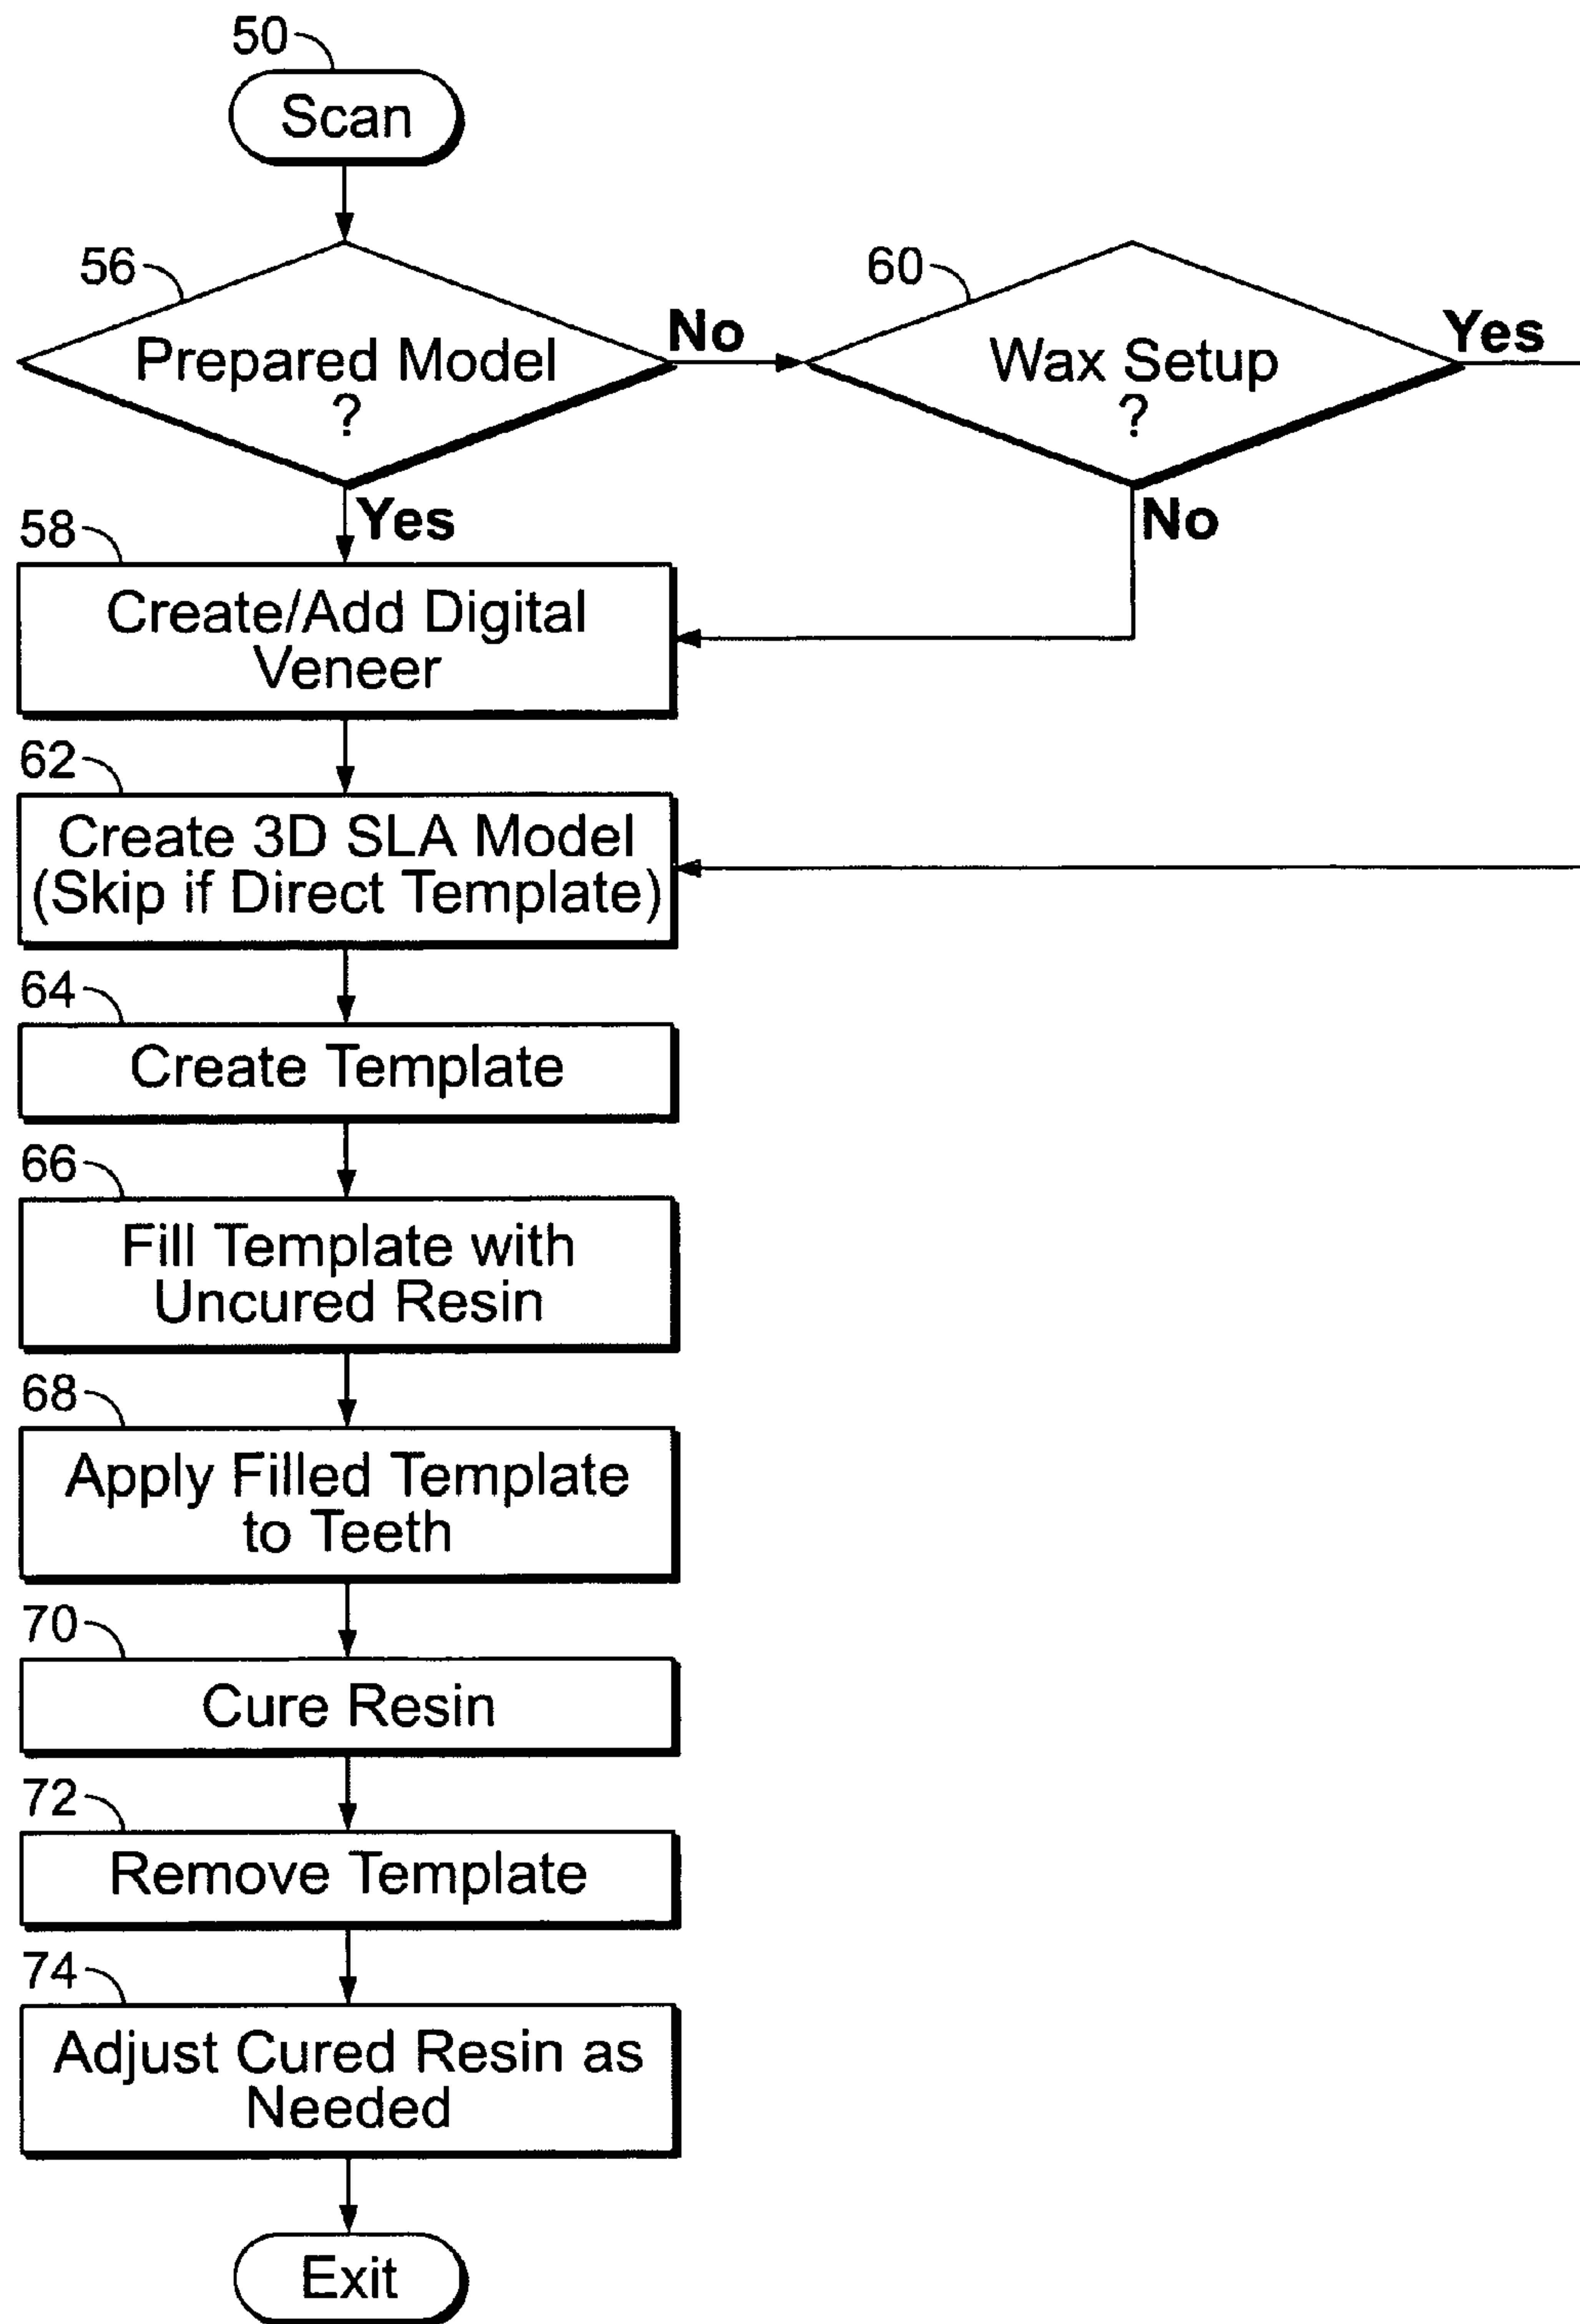 50
Scan
56
Prepared Model
?
No
60
Wax Setup
?
Yes
Yes
No
58
Create/Add Digital
Veneer
62
Create 3D SLA Model
(Skip if Direct Template)
64
Create Template
66
Fill Template with
Uncured Resin
68
Apply Filled Template
to Teeth
70
Cure Resin
72
Remove Template
74
Adjust Cured Resin as
Needed
Exit